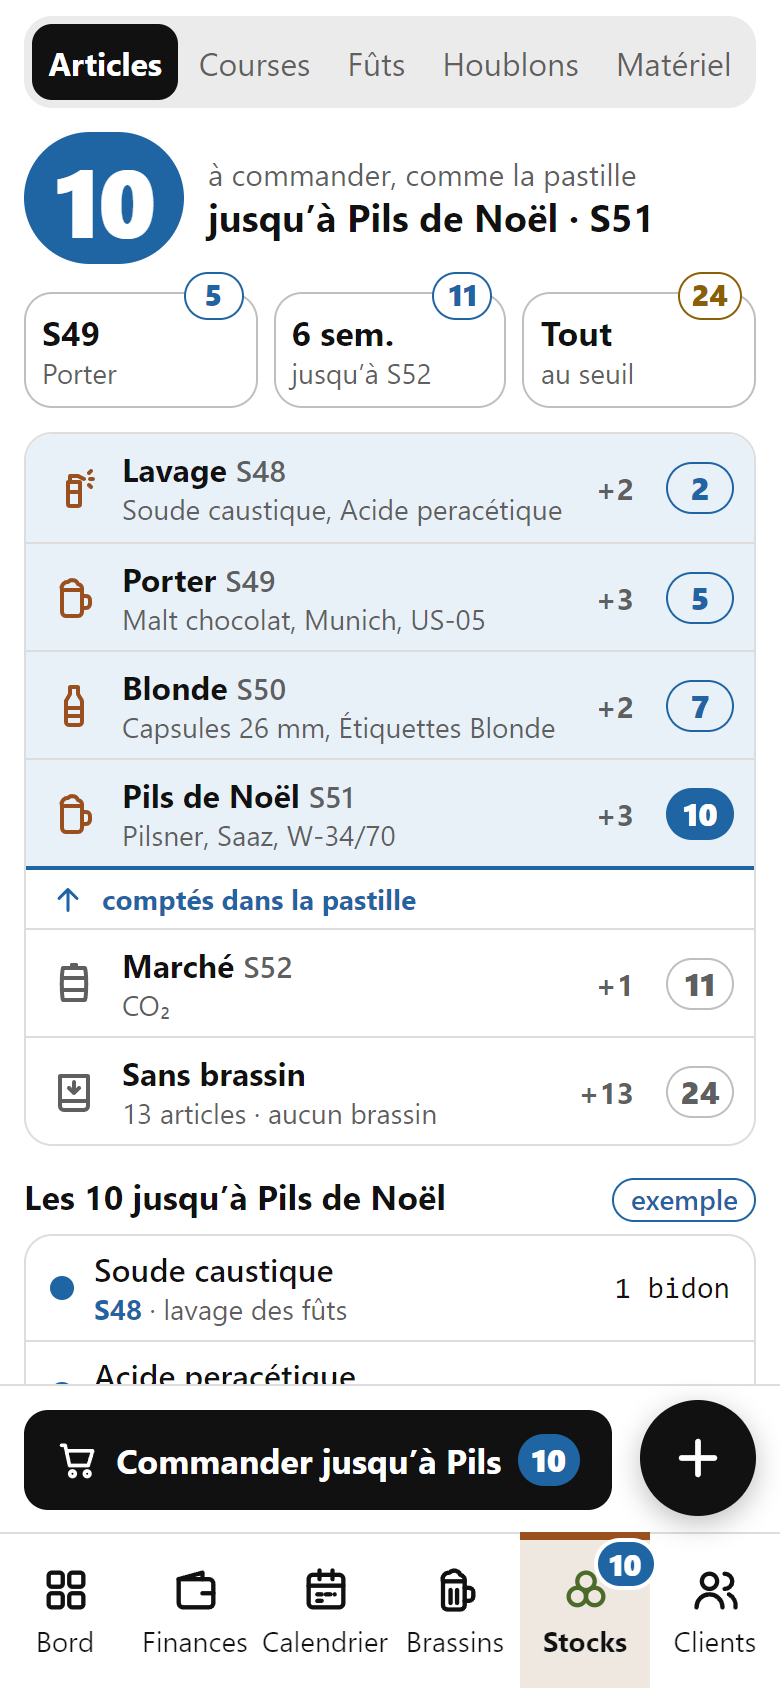 Articles Courses Fûts Houblons Matériel
10
à commander, comme la pastille
jusqu’à Pils de Noël · S51
5
S49
Porter
11
6 sem.
jusqu’à S52
24
Tout
au seuil
Lavage S48
Soude caustique, Acide peracétique
+2
2
Porter S49
Malt chocolat, Munich, US-05
+3
5
Blonde S50
Capsules 26 mm, Étiquettes Blonde
+2
7
Pils de Noël S51
Pilsner, Saaz, W-34/70
+3
10
comptés dans la pastille
Marché S52
CO₂
+1
11
Sans brassin
13 articles · aucun brassin
+13
24
Les 10 jusqu’à Pils de Noël
exemple
Soude caustique
S48 · lavage des fûts
1 bidon
Acide peracétique
Commander jusqu’à Pils 10
10
Bord Finances Calendrier Brassins Stocks Clients